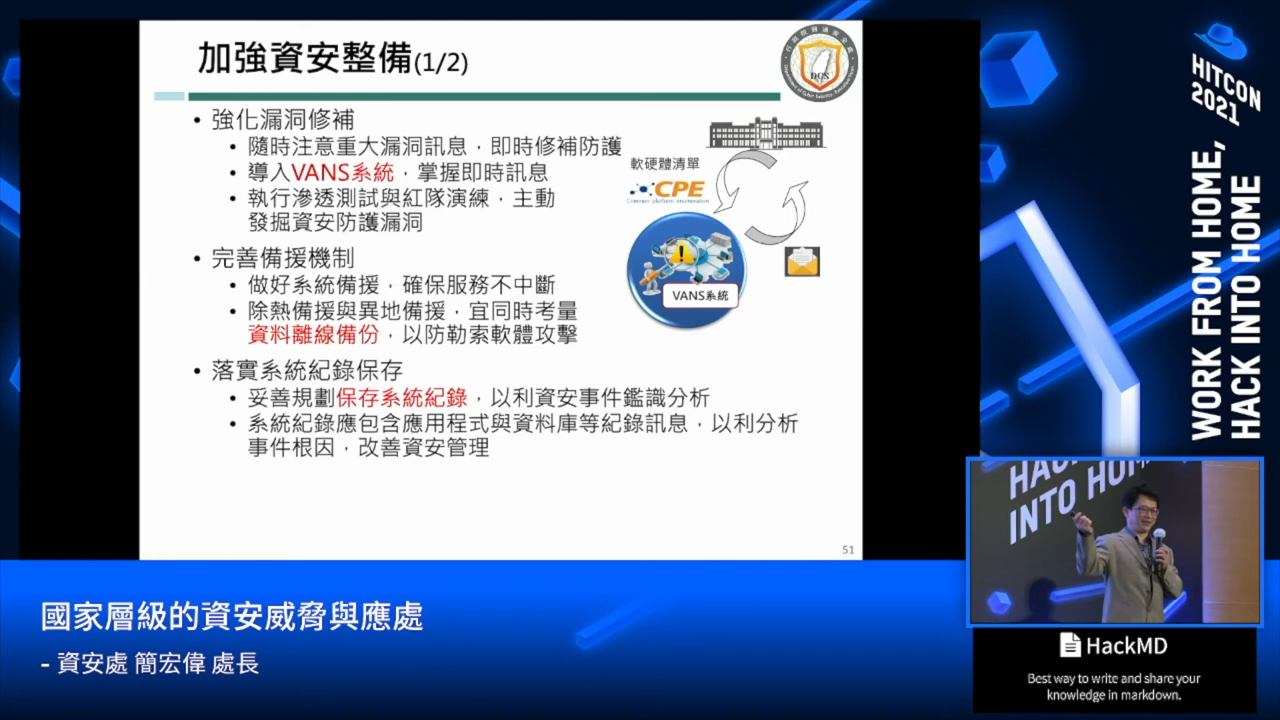 加強資安整備(1/2)
• 強化漏洞修補
• 隨時注意重大漏洞訊息，即時修補防護
• 導入VANS系統，掌握即時訊息
• 執行滲透測試與紅隊演練，主動
發掘資安防護漏洞
• 完善備援機制
• 做好系統備援，確保服務不中斷
• 除熱備援與異地備援，宜同時考量
資料離線備份，以防勒索軟體攻擊
• 落實系統紀錄保存
• 妥善規劃保存系統紀錄，以利資安事件鑑識分析
• 系統紀錄應包含應用程式與資料庫等紀錄訊息，以利分析
事件根因，改善資安管理
DCS
軟硬體清單
CPE
Common platform enumeration
VANS系統
51
HITCON
2021
WORK FROM HOME,
HACK INTO HOME
INTO HOM
國家層級的資安威脅與應處
- 資安處 簡宏偉 處長
HackMD
Best way to write and share your
knowledge in markdown.